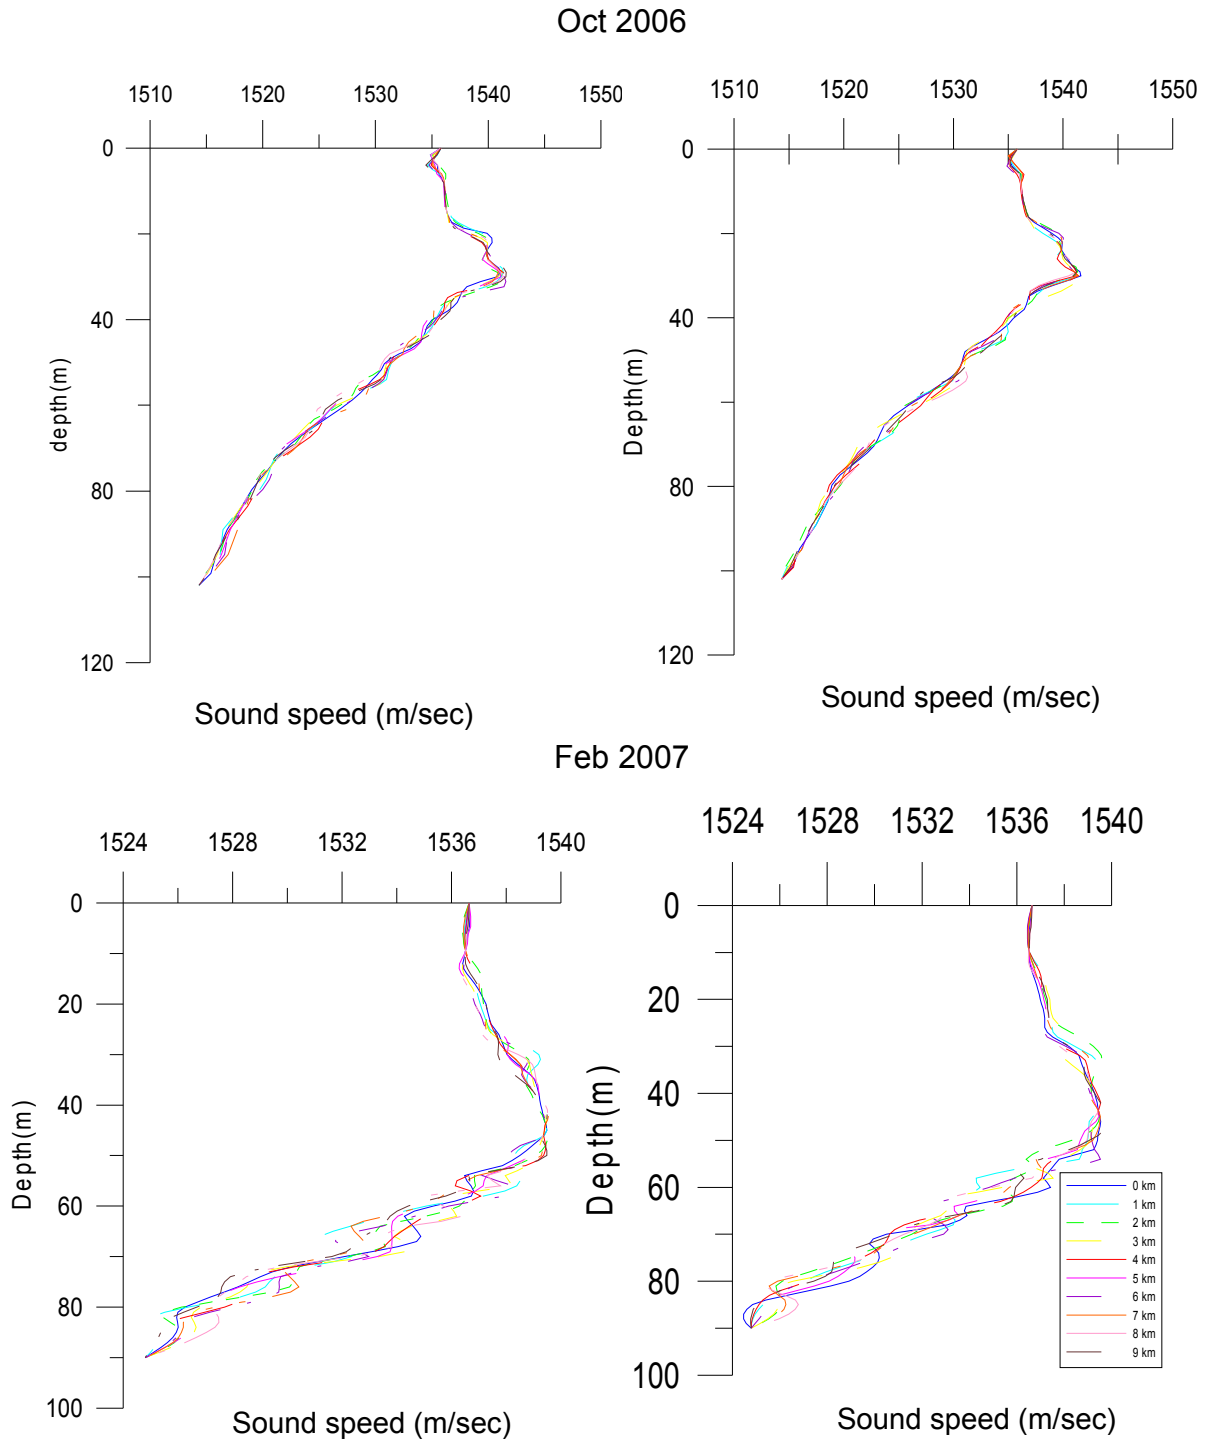 Oct 2006
1510 1520 1530 1540 1550
0
40
80
120
depth(m)
Sound speed (m/sec)
1510 1520 1530 1540 1550
0
40
80
120
Depth(m)
Sound speed (m/sec)
Feb 2007
1524 1528 1532 1536 1540
0
20
40
60
80
100
Depth(m)
Sound speed (m/sec)
1524 1528 1532 1536 1540
0
20
40
60
80
100
Depth(m)
0 km
1 km
2 km
3 km
4 km
5 km
6 km
7 km
8 km
9 km
Sound speed (m/sec)